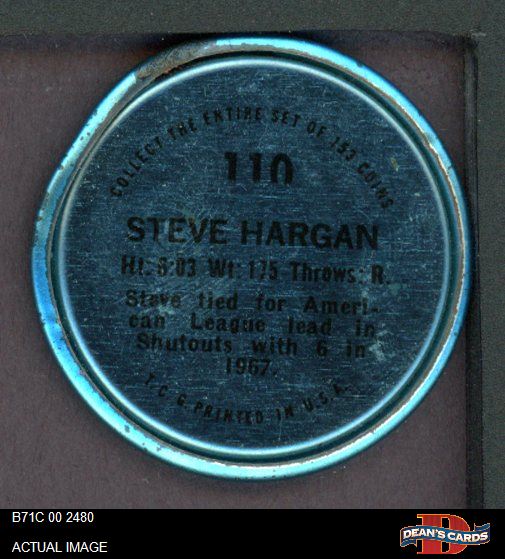 COLLECT THE ENTIRE SET OF 153 COINS
110
STEVE HARGAN
Ht: 6:03 Wt: 175 Throws: R.
Steve tied for Ameri-
can League lead in
Shutouts with 6 in
1967.
T.C.G. PRINTED IN U.S.A.
B71C 00 2480
ACTUAL IMAGE
D
DEAN'S CARDS